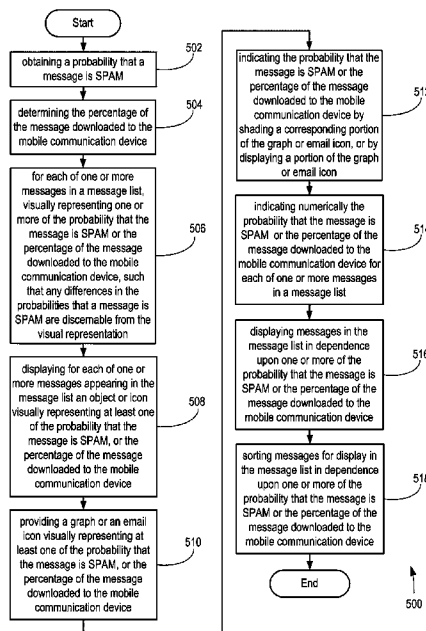 Start
obtaining a probability that a
message is SPAM
502
determining the percentage of
the message downloaded to the
mobile communication device
504
for each of one or more
messages in a message list,
visually representing one or
more of the probability that the
message is SPAM or the
percentage of the message
downloaded to the mobile
communication device, such
that any differences in the
probabilities that a message is
SPAM are discernable from the
visual representation
506
displaying for each of one or
more messages appearing in the
message list an object or icon
visually representing at least one
of the probability that the
message is SPAM, or the
percentage of the message
downloaded to the mobile
communication device
508
providing a graph or an email
icon visually representing
at least one of the probability that
the message is SPAM, or the
percentage of the message
downloaded to the mobile
communication device
510
indicating the probability that the
message is SPAM or the
percentage of the message
downloaded to the mobile
communication device by
shading a corresponding portion
of the graph or email icon, or by
displaying a portion of the graph
or email icon
512
indicating numerically the
probability that the message is
SPAM or the percentage of the
message downloaded to the
mobile communication device for
each of one or more messages
in a message list
514
displaying messages in the
message list in dependence
upon one or more of the
probability that the message is
SPAM or the percentage of the
message downloaded to the
mobile communication device
516
sorting messages for display in
the message list in dependence
upon one or more of the
probability that the message is
SPAM or the percentage of the
message downloaded to the
mobile communication device
518
End
500